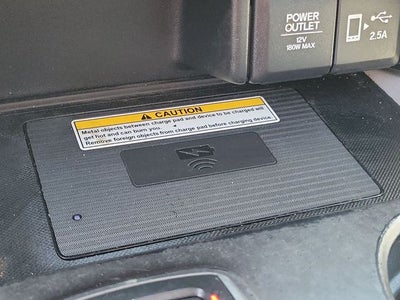 POWER
OUTLET
12V
180W MAX
2.5A
CAUTION
Metal objects between charge pad and device to be charged will
get hot and can burn you.
Remove foreign objects from charge pad before charging device.